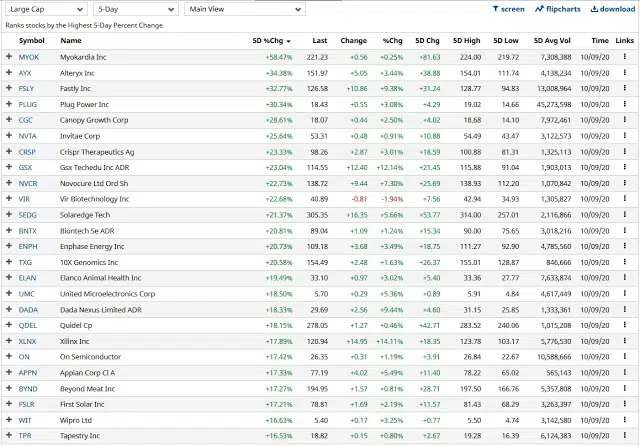 Large Cap 5-Day Main View screen flipcharts download
Ranks stocks by the Highest 5-Day Percent Change.
Symbol Name 5D %Chg Last Change %Chg 5D Chg 5D High 5D Low 5D Avg Vol Time Links
MYOK Myokardia Inc +58.47% 221.23 +0.56 +0.25% +81.63 224.00 219.72 7,308,388 10/09/20
AYX Alteryx Inc +34.38% 151.97 +5.05 +3.44% +38.88 154.01 111.74 4,138,234 10/09/20
FSLY Fastly Inc +32.77% 126.58 +10.86 +9.38% +31.24 128.77 94.83 13,008,964 10/09/20
PLUG Plug Power Inc +30.34% 18.43 +0.55 +3.08% +4.29 19.02 14.66 45,273,598 10/09/20
CGC Canopy Growth Corp +28.61% 18.07 +0.44 +2.50% +4.02 18.68 14.10 7,972,461 10/09/20
NVTA Invitae Corp +25.64% 53.31 +0.48 +0.91% +10.88 54.49 43.47 3,122,573 10/09/20
CRSP Crispr Therapeutics Ag +23.33% 98.26 +2.87 +3.01% +18.59 100.88 81.31 1,325,113 10/09/20
GSX Gsx Techedu Inc ADR +23.04% 114.55 +12.40 +12.14% +21.45 115.88 91.04 1,903,013 10/09/20
NVCR Novocure Ltd Ord Sh +22.73% 138.72 +9.44 +7.30% +25.69 138.93 112.20 1,070,842 10/09/20
VIR Vir Biotechnology Inc +22.68% 40.89 -0.81 -1.94% +7.56 42.94 34.93 1,305,827 10/09/20
SEDG Solaredge Tech +21.37% 305.35 +16.35 +5.66% +53.77 314.00 257.01 2,116,866 10/09/20
BNTX Biontech Se ADR +20.81% 89.04 +1.09 +1.24% +15.34 90.00 75.65 3,018,216 10/09/20
ENPH Enphase Energy Inc +20.73% 109.18 +3.68 +3.49% +18.75 111.27 92.90 4,785,560 10/09/20
TXG 10X Genomics Inc +20.58% 154.49 +2.48 +1.63% +26.37 155.01 128.87 846,666 10/09/20
ELAN Elanco Animal Health Inc +19.49% 33.10 +0.97 +3.02% +5.40 33.36 27.77 7,633,874 10/09/20
UMC United Microelectronics Corp +18.50% 5.70 +0.29 +5.36% +0.89 5.91 4.84 4,617,449 10/09/20
DADA Dada Nexus Limited ADR +18.33% 29.69 +2.56 +9.44% +4.60 31.15 25.85 1,333,361 10/09/20
QDEL Quidel Cp +18.15% 278.05 +1.27 +0.46% +42.71 283.52 240.06 1,015,208 10/09/20
XLNX Xilinx Inc +17.89% 120.94 +14.95 +14.11% +18.35 123.78 103.17 5,776,530 10/09/20
ON On Semiconductor +17.42% 26.35 +0.31 +1.19% +3.91 26.84 22.67 10,588,666 10/09/20
APPN Appian Corp Cl A +17.33% 77.19 +4.02 +5.49% +11.40 78.22 65.02 565,143 10/09/20
BYND Beyond Meat Inc +17.27% 194.95 +1.57 +0.81% +28.71 197.50 166.76 5,357,808 10/09/20
FSLR First Solar Inc +17.21% 78.81 +1.69 +2.19% +11.57 81.43 68.29 3,263,397 10/09/20
WIT Wipro Ltd +16.63% 5.40 +0.17 +3.25% +0.77 5.50 4.74 3,142,580 10/09/20
TPR Tapestry Inc +16.53% 18.82 +0.15 +0.80% +2.67 19.28 16.39 6,124,383 10/09/20